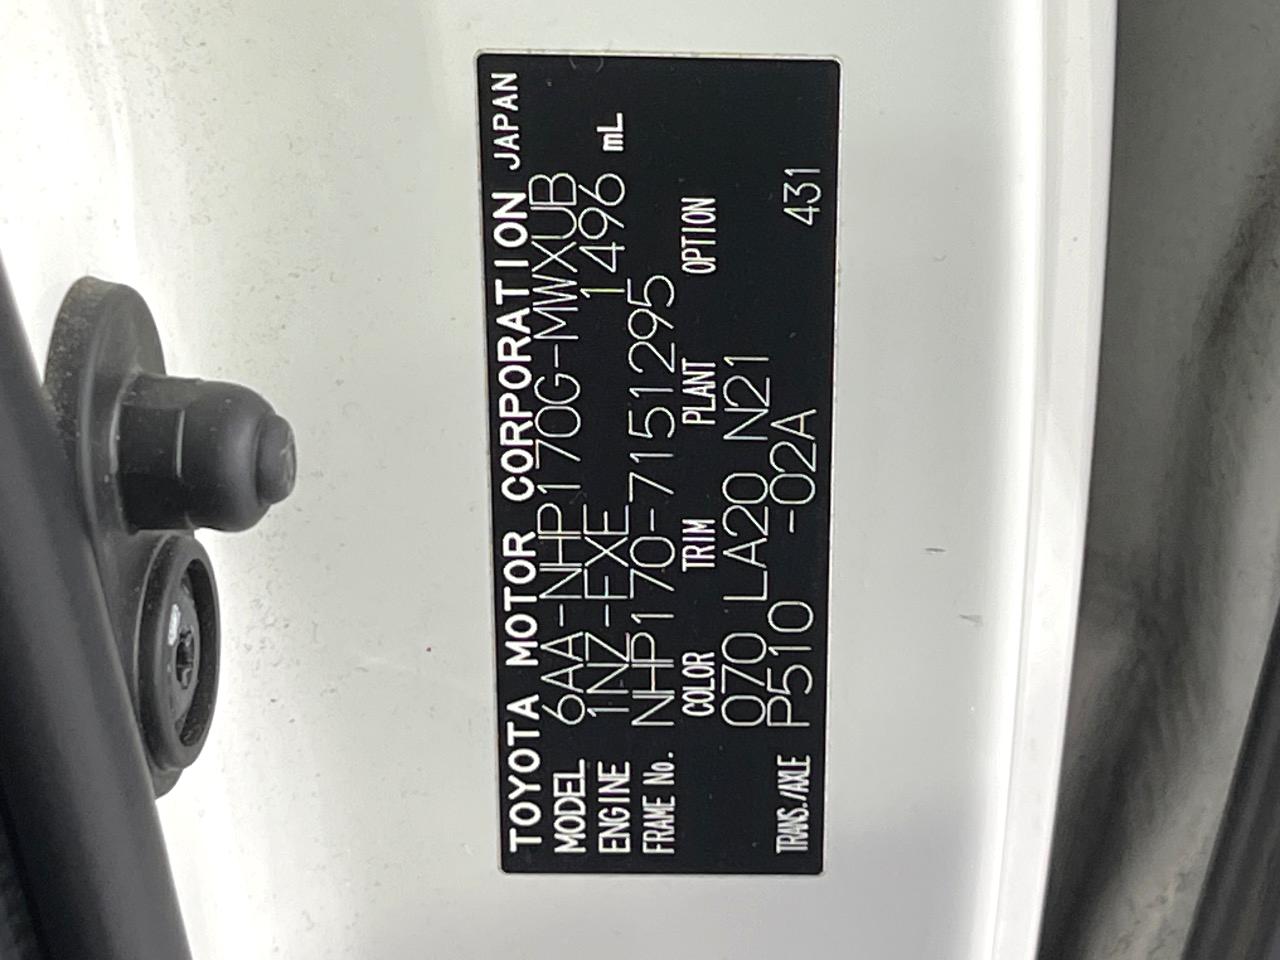 TOYOTA MOTOR CORPORATION JAPAN
MODEL 6AA-NHP170G-MWXUB
ENGINE 1NZ-FXE 1496 mL
FRAME No. NHP170-7151295
COLOR TRIM PLANT OPTION
070 LA20 N21
TRANS./AXLE P510 -02A 431